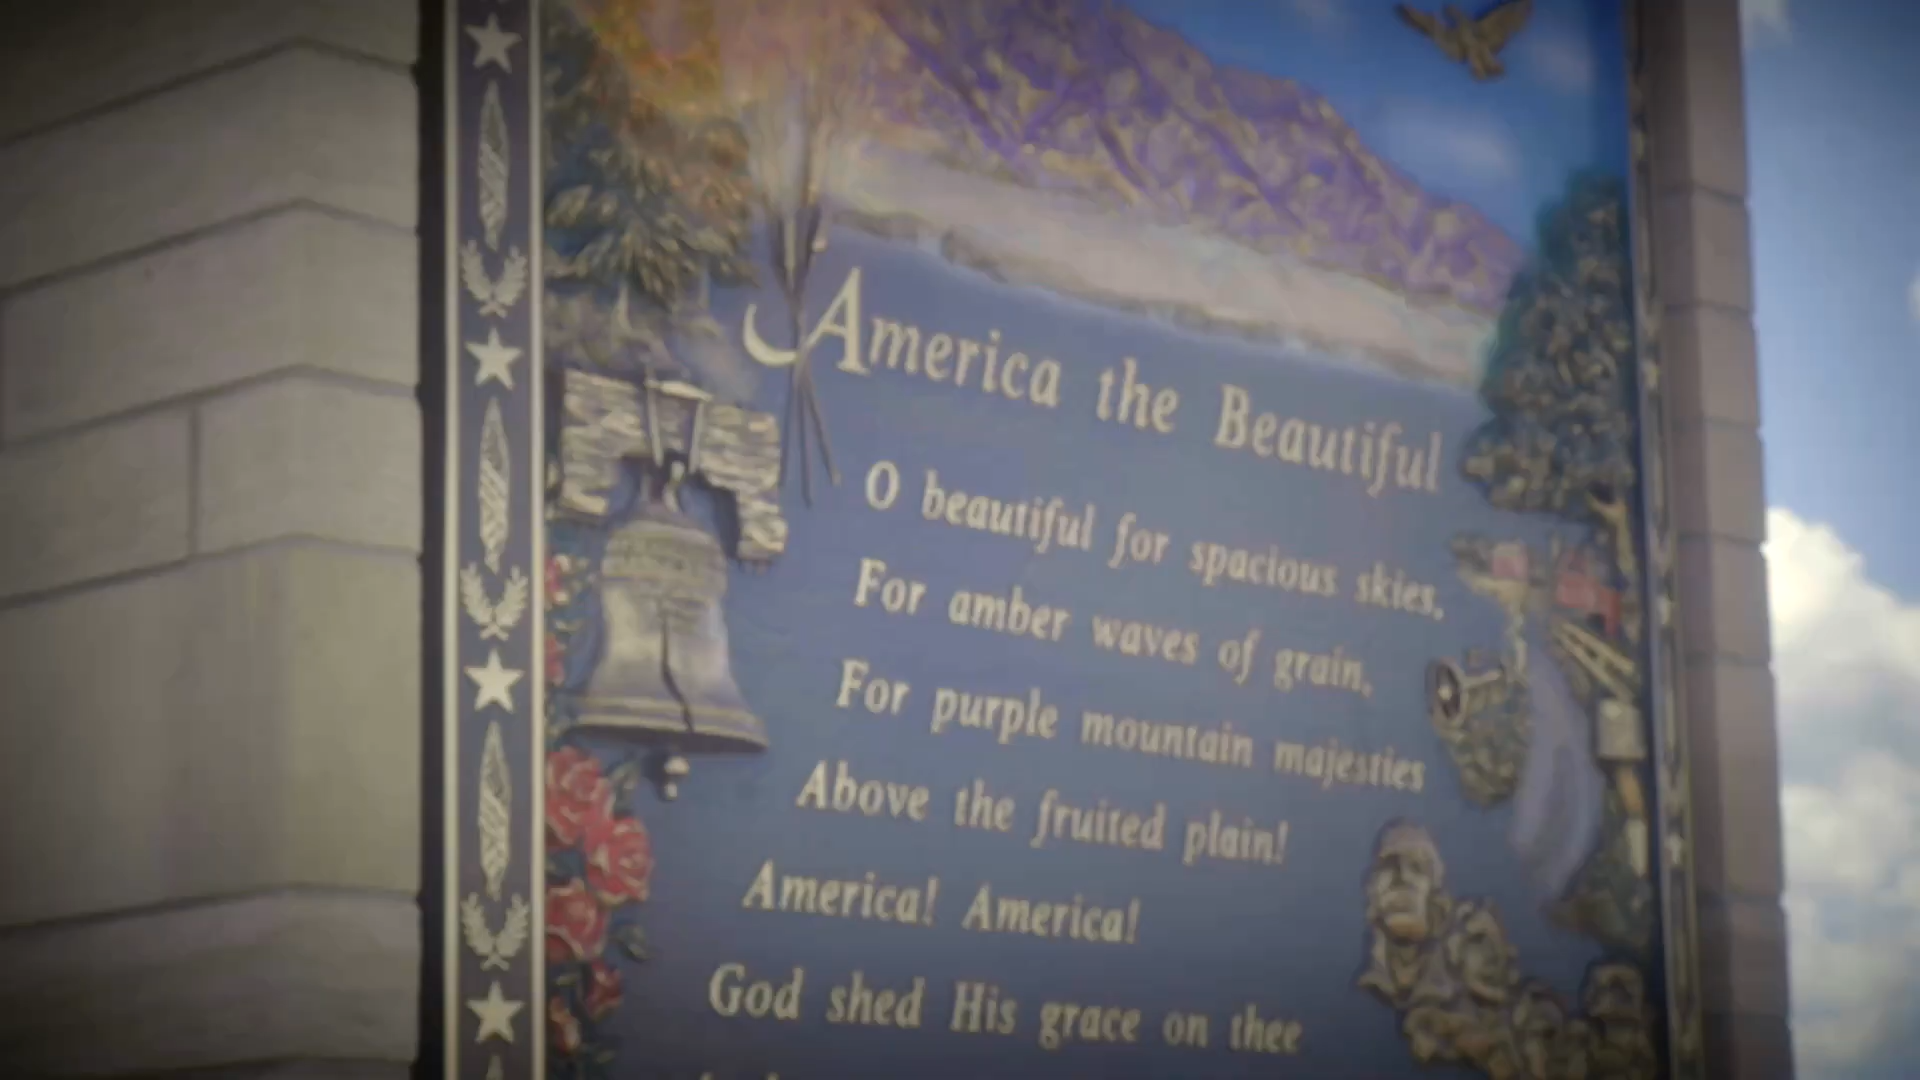 America the Beautiful
O beautiful for spacious skies,
For amber waves of grain,
For purple mountain majesties
Above the fruited plain!
America! America!
God shed His grace on thee